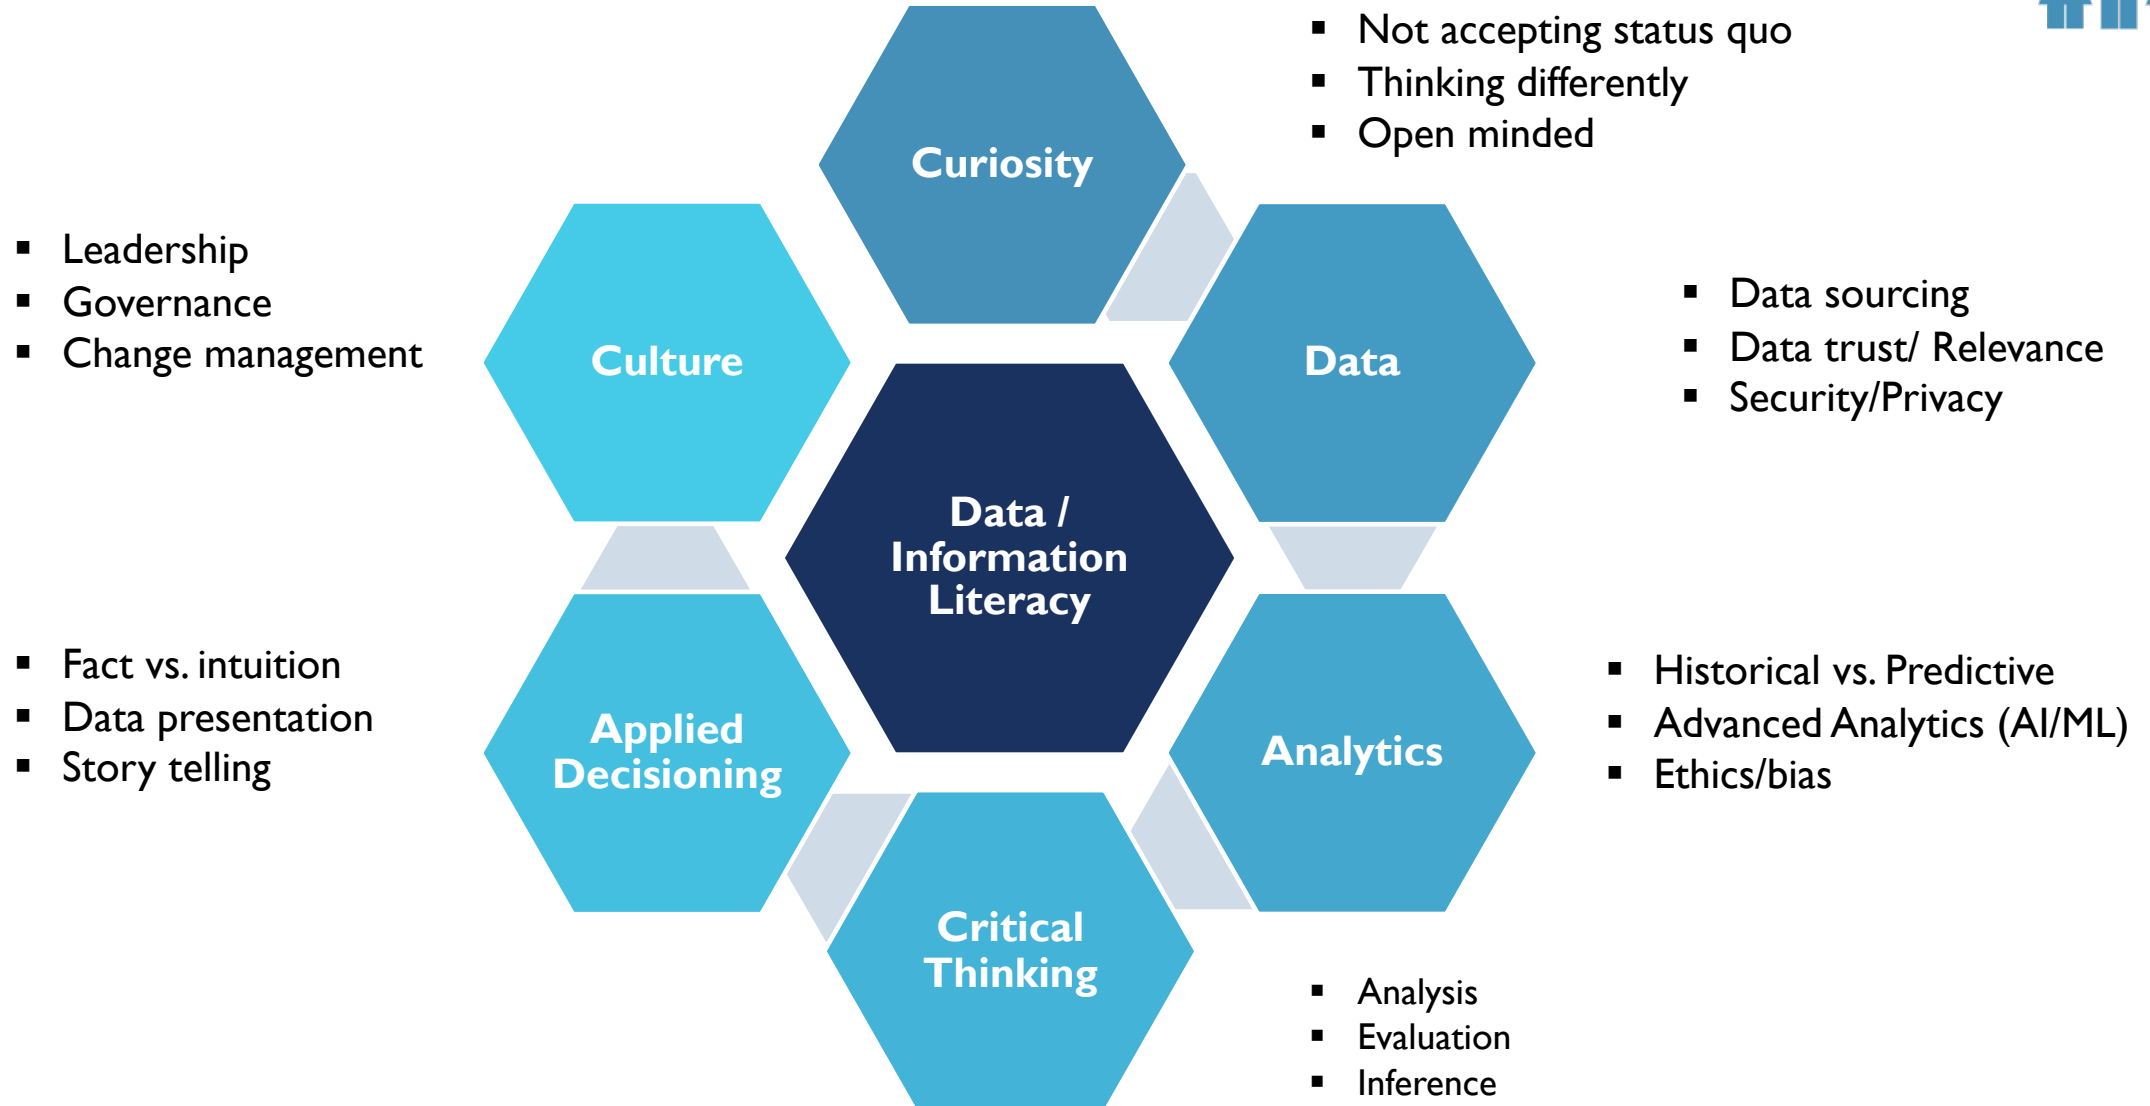 Curiosity
▪ Not accepting status quo
▪ Thinking differently
▪ Open minded
Data
▪ Data sourcing
▪ Data trust/ Relevance
▪ Security/Privacy
Analytics
▪ Historical vs. Predictive
▪ Advanced Analytics (AI/ML)
▪ Ethics/bias
Critical
Thinking
▪ Analysis
▪ Evaluation
▪ Inference
Applied
Decisioning
▪ Fact vs. intuition
▪ Data presentation
▪ Story telling
Culture
▪ Leadership
▪ Governance
▪ Change management
Data /
Information
Literacy